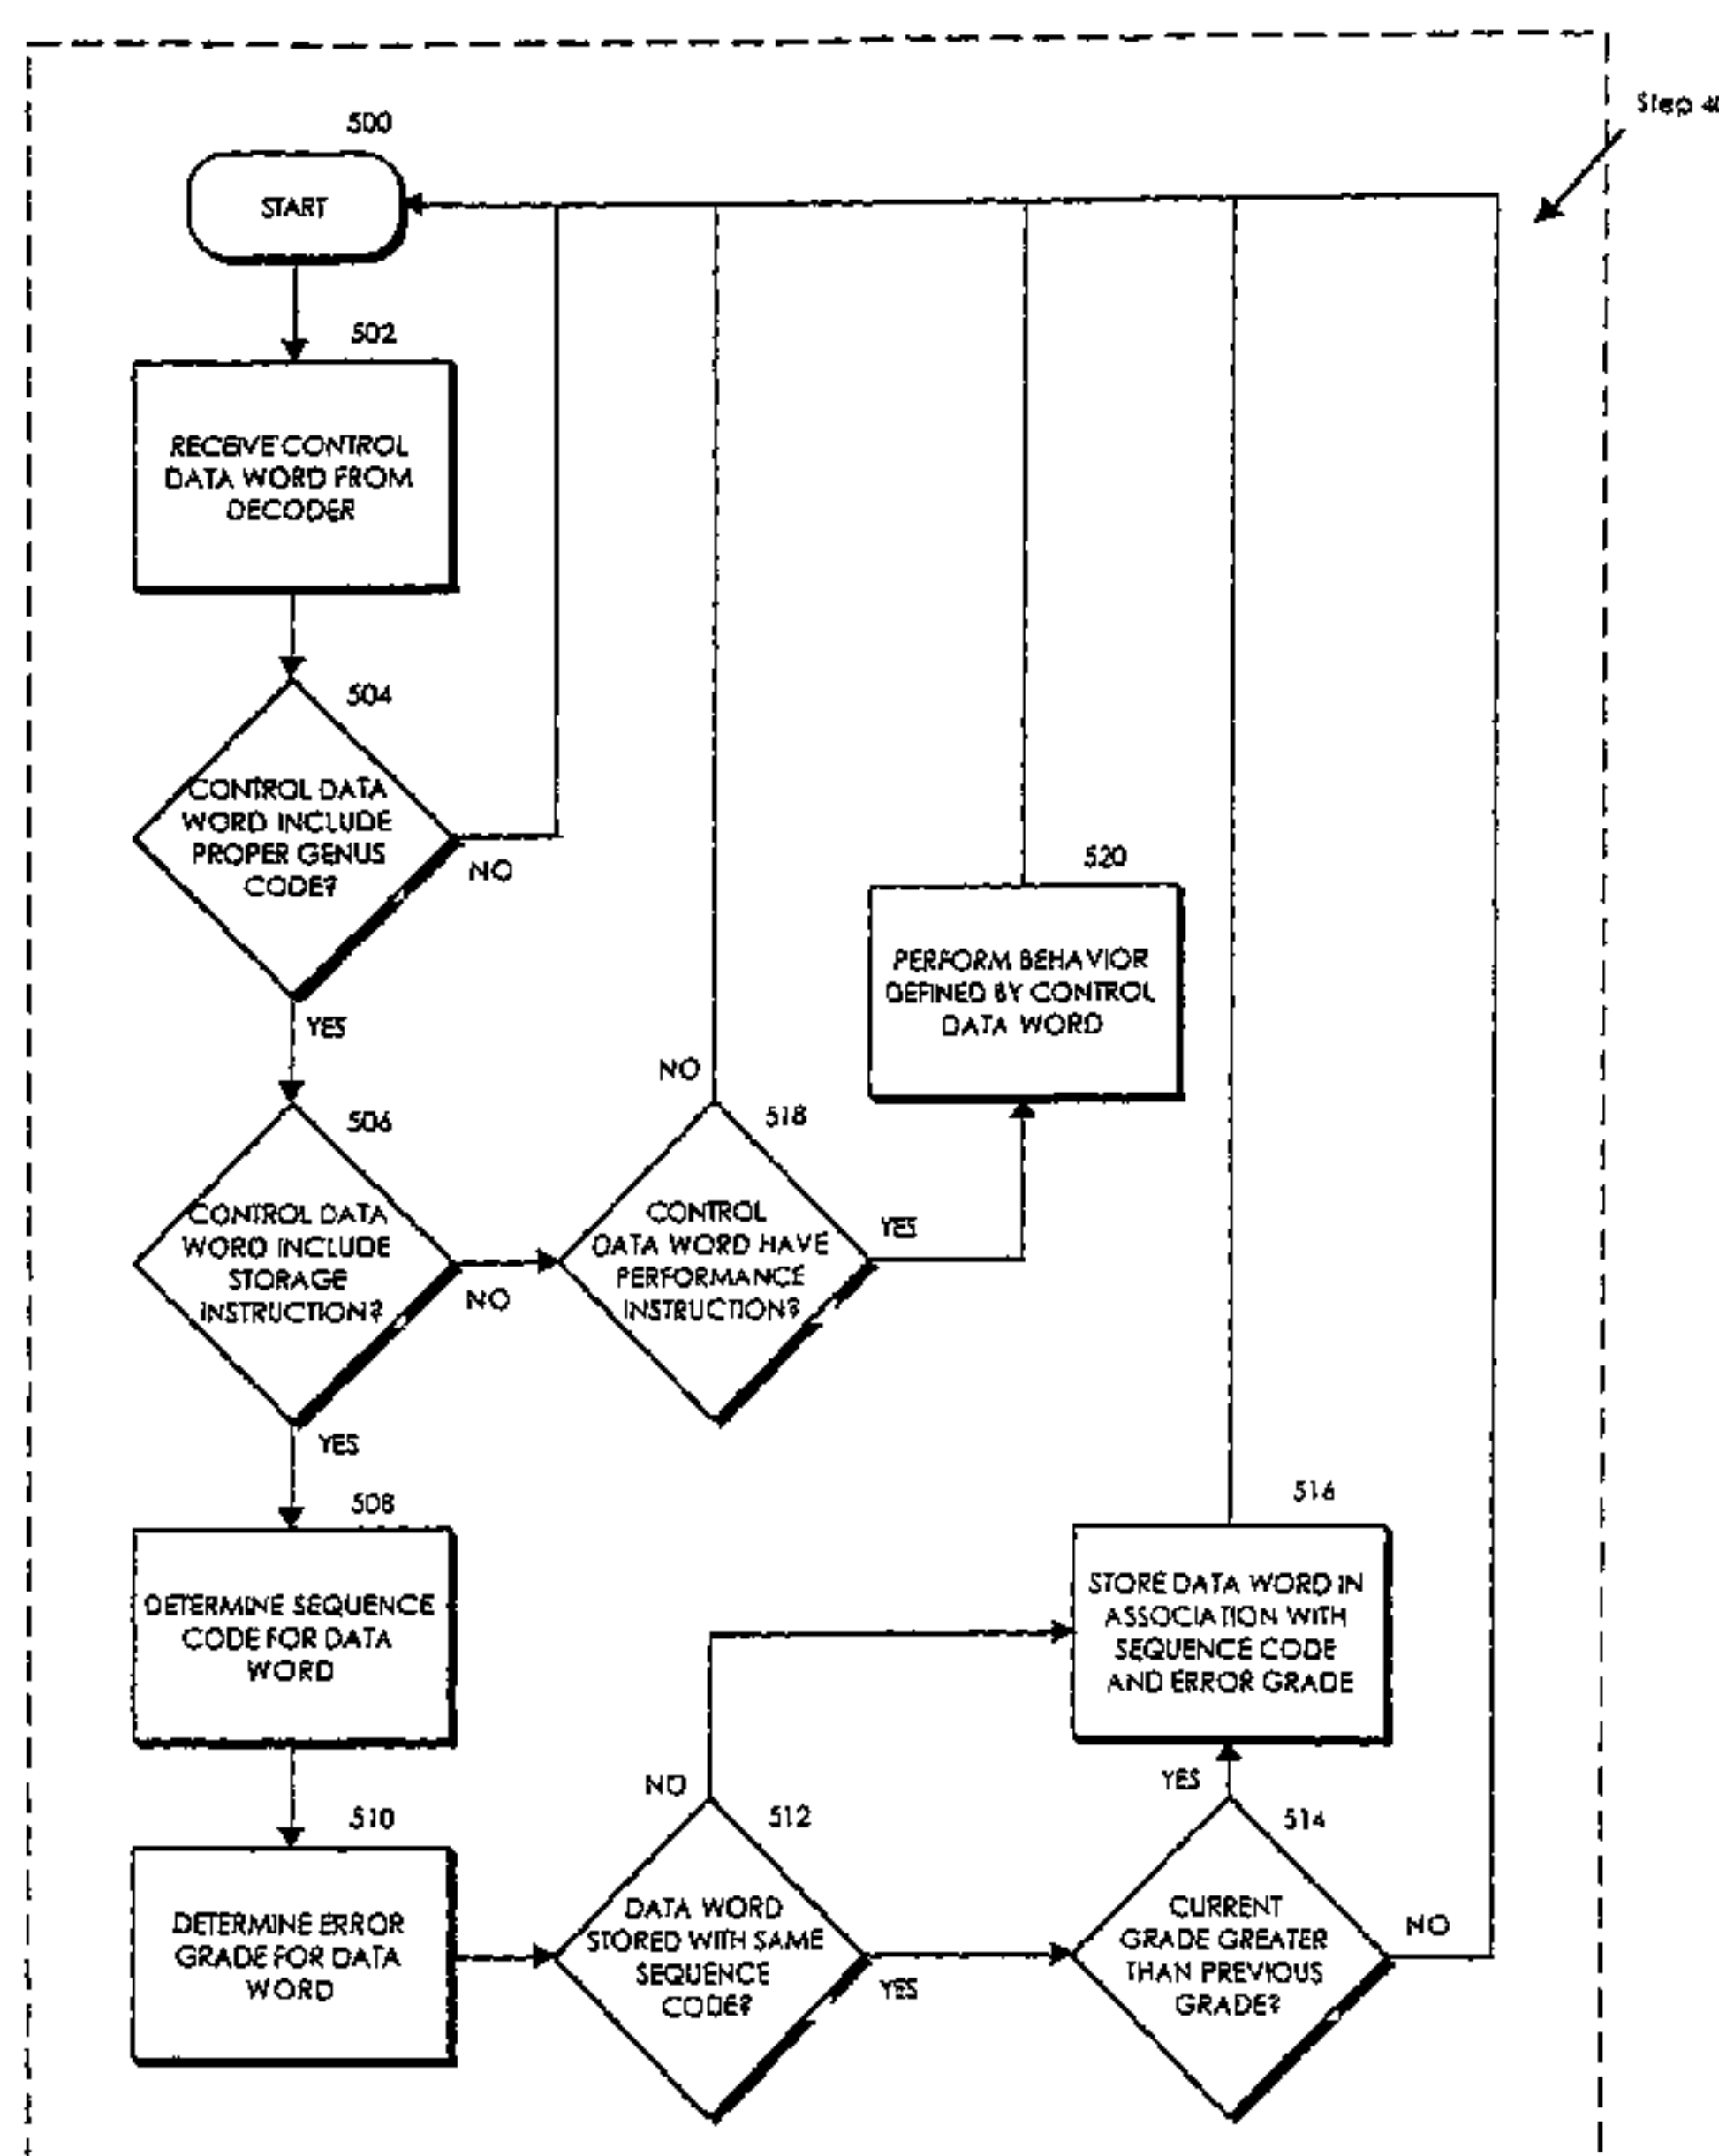 Step 4
500
START
502
RECEIVE CONTROL
DATA WORD FROM
DECODER
504
CONTROL DATA
WORD INCLUDE
PROPER GENUS
CODE?
NO
YES
520
PERFORM BEHAVIOR
DEFINED BY CONTROL
DATA WORD
506
CONTROL DATA
WORD INCLUDE
STORAGE
INSTRUCTION?
NO
YES
NO
518
CONTROL
DATA WORD HAVE
PERFORMANCE
INSTRUCTION?
YES
508
DETERMINE SEQUENCE
CODE FOR DATA
WORD
516
STORE DATA WORD IN
ASSOCIATION WITH
SEQUENCE CODE
AND ERROR GRADE
510
DETERMINE ERROR
GRADE FOR DATA
WORD
NO
512
DATA WORD
STORED WITH SAME
SEQUENCE
CODE?
YES
YES
514
CURRENT
GRADE GREATER
THAN PREVIOUS
GRADE?
NO